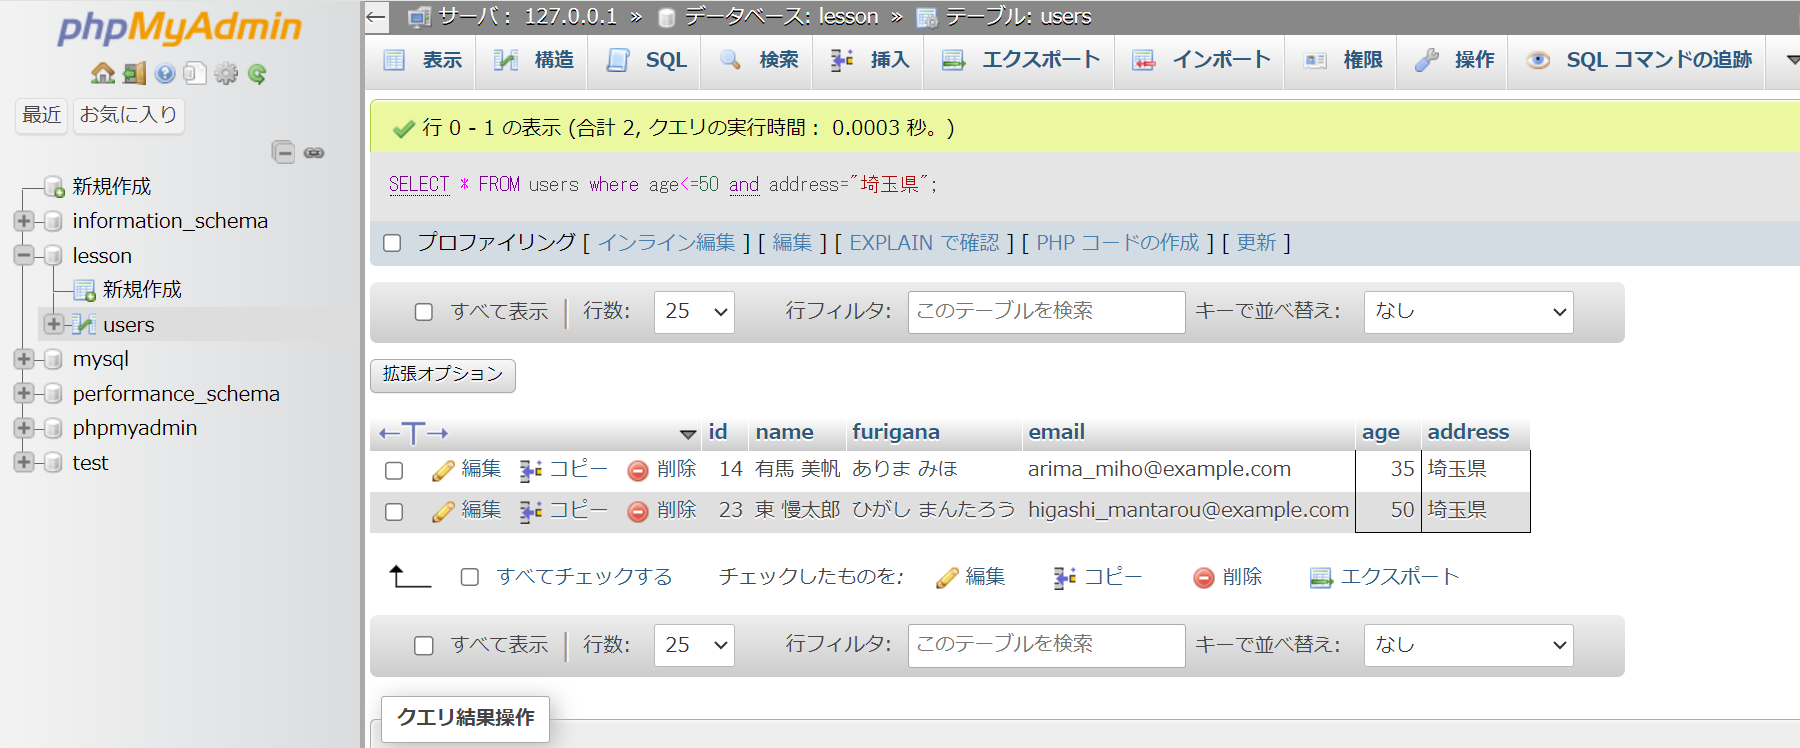 phpMyAdmin
最近 お気に入り
新規作成
information_schema
lesson
新規作成
users
mysql
performance_schema
phpmyadmin
test
サーバ: 127.0.0.1 » データベース: lesson » テーブル: users
表示 構造 SQL 検索 挿入 エクスポート インポート 権限 操作 SQL コマンドの追跡
行 0 - 1 の表示 (合計 2, クエリの実行時間: 0.0003 秒。)
SELECT * FROM users where age<=50 and address="埼玉県";
プロファイリング [ インライン編集 ] [ 編集 ] [ EXPLAIN で確認 ] [ PHP コードの作成 ] [ 更新 ]
すべて表示 行数: 25 行フィルタ: このテーブルを検索 キーで並べ替え: なし
拡張オプション
←T→ id name furigana email age address
編集 コピー 削除 14 有馬 美帆 ありま みほ arima_miho@example.com 35 埼玉県
編集 コピー 削除 23 東 慢太郎 ひがし まんたろう higashi_mantarou@example.com 50 埼玉県
すべてチェックする チェックしたものを: 編集 コピー 削除 エクスポート
すべて表示 行数: 25 行フィルタ: このテーブルを検索 キーで並べ替え: なし
クエリ結果操作